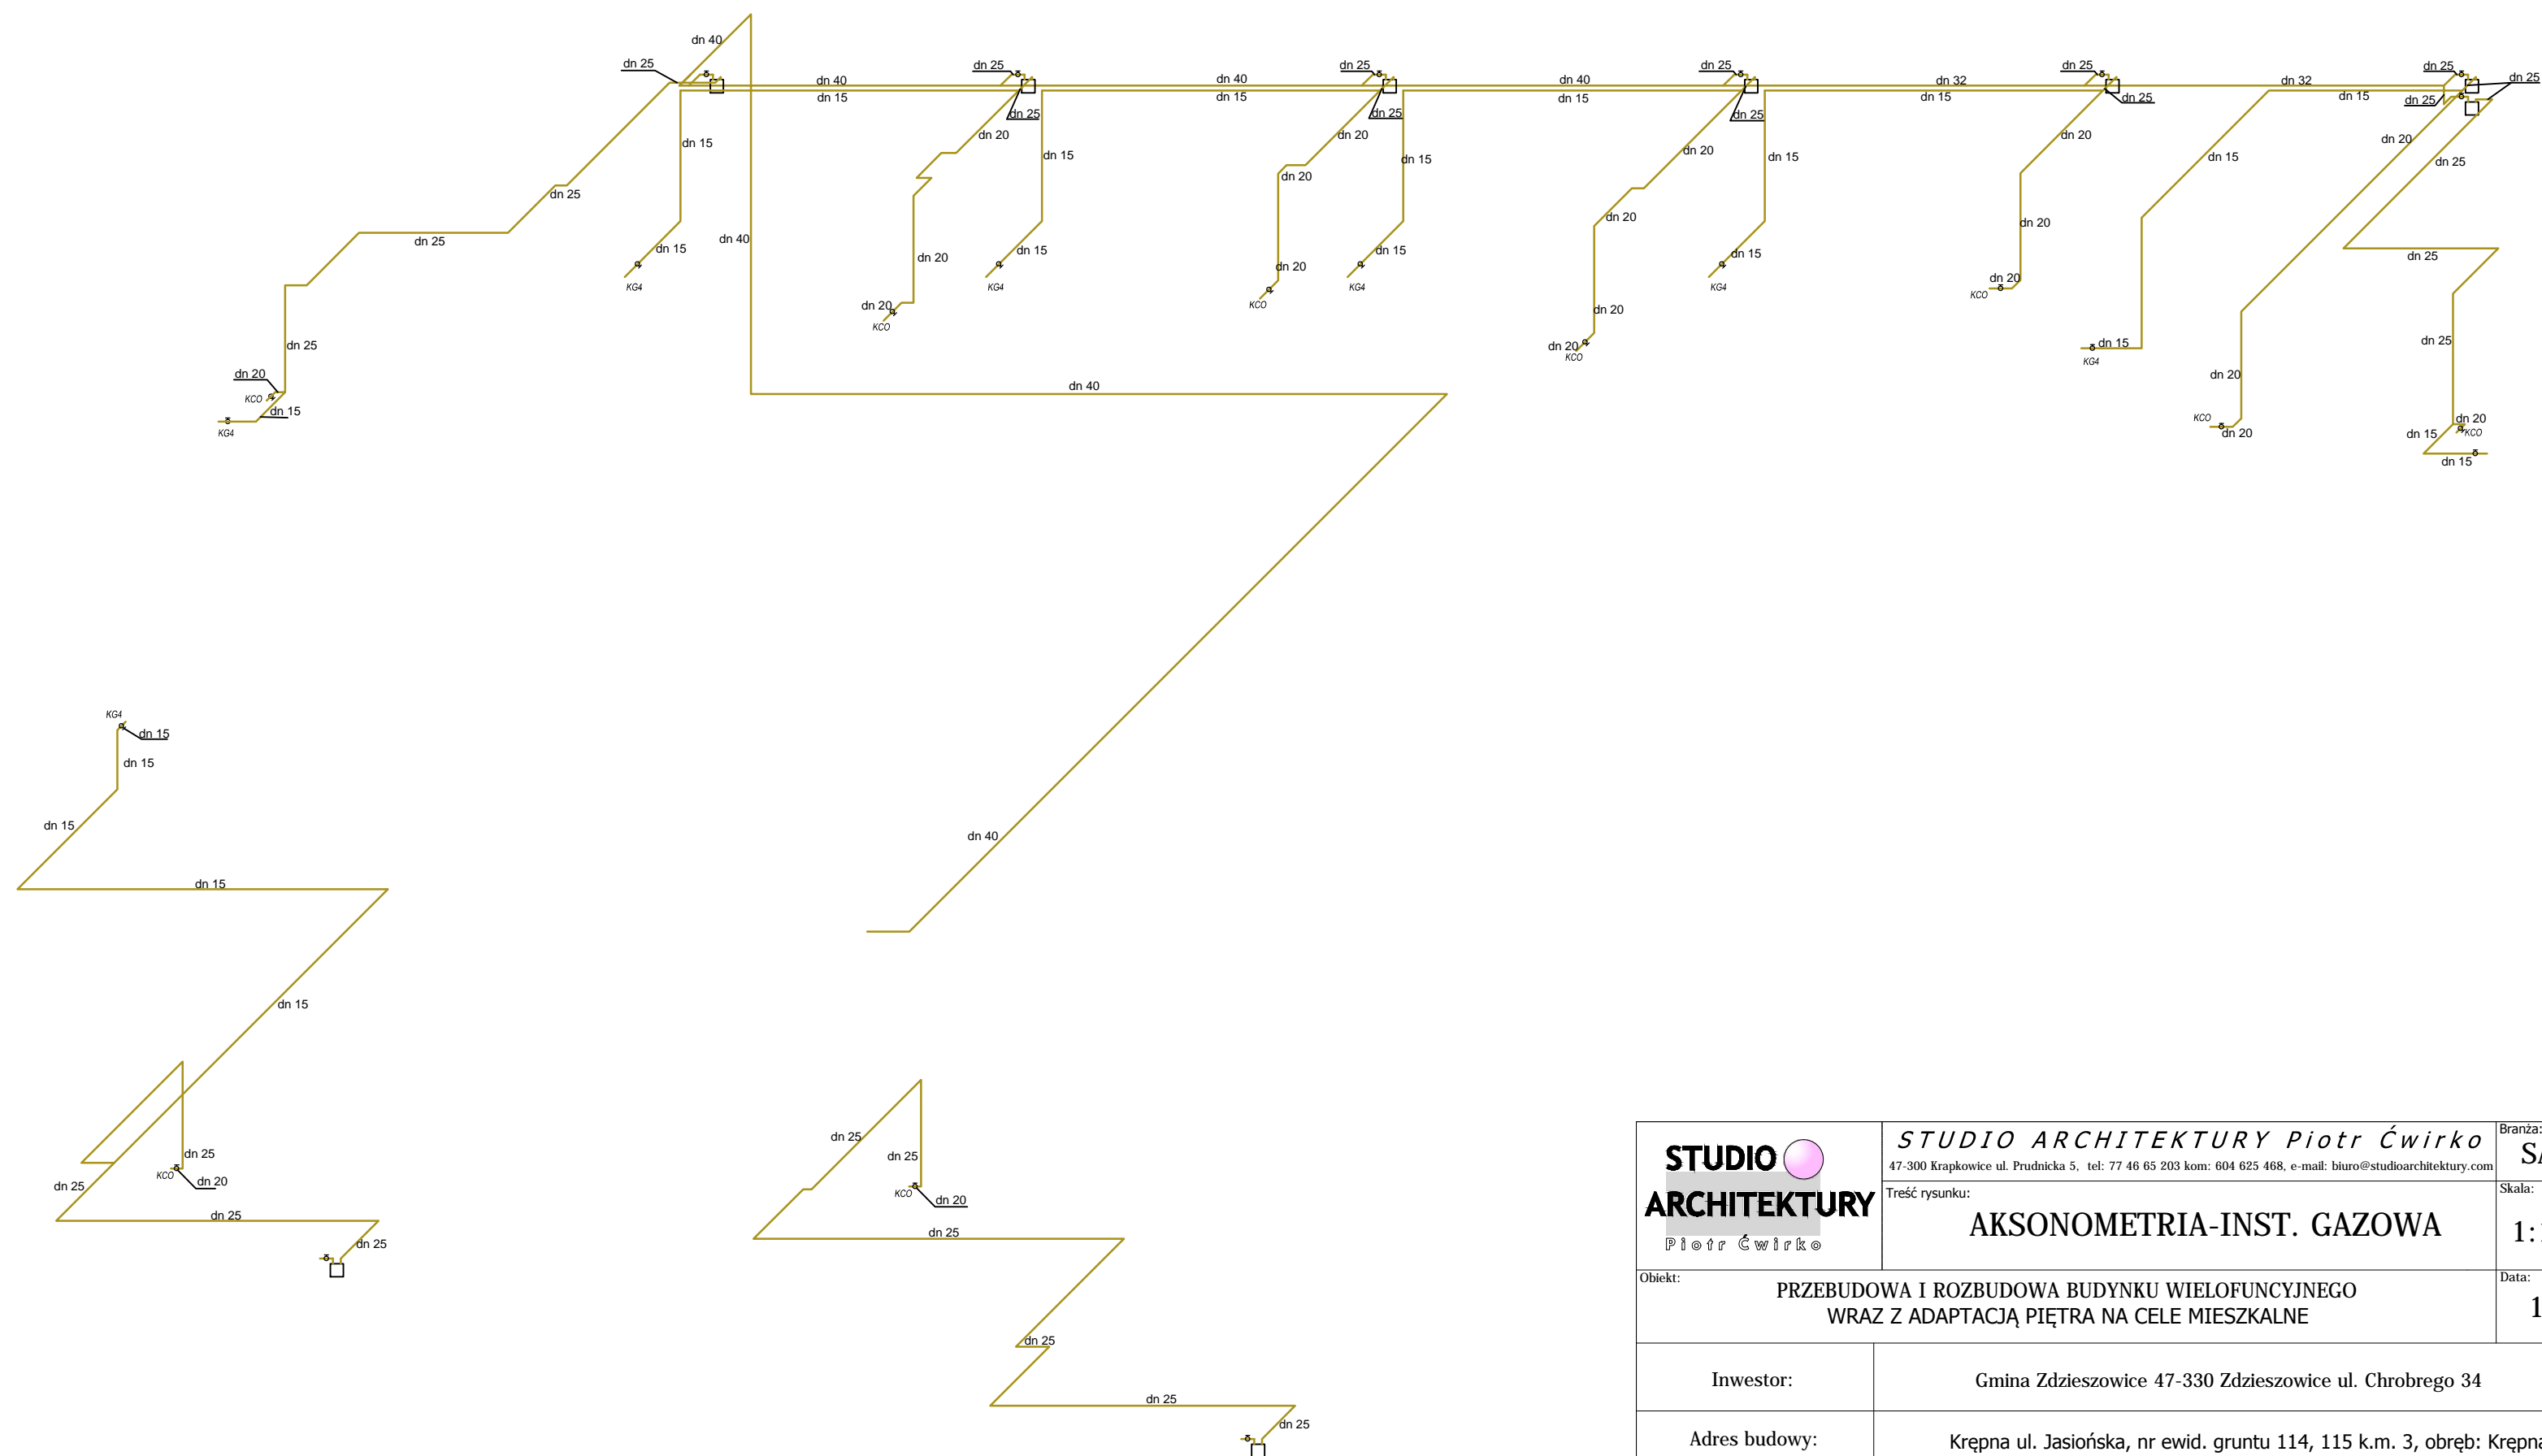 dn 40
dn 25
dn 25
dn 25
dn 25
dn 25
dn 25
dn 25
dn 40
dn 40
dn 40
dn 32
dn 32
dn 15
dn 15
dn 15
dn 15
dn 15
dn 25
dn 25
dn 25
dn 25
dn 25
dn 15
dn 20
dn 15
dn 20
dn 15
dn 20
dn 15
dn 20
dn 15
dn 20
dn 25
dn 25
dn 20
dn 20
dn 20
dn 25
dn 40
dn 15
dn 20
dn 15
dn 20
dn 15
dn 15
dn 20
dn 25
KG4
KG4
KG4
KG4
KCO
dn 20
KCO
dn 20
KCO
dn 20
dn 25
dn 20
KCO
dn 15
KG4
dn 25
dn 20
KCO
dn 40
dn 20
KCO
dn 15
KG4
dn 20
KCO
dn 20
dn 20
KCO
dn 15
dn 15
KG4
dn 15
dn 15
dn 15
dn 40
dn 15
dn 15
dn 25
dn 25
KCO
dn 20
dn 25
dn 25
dn 25
dn 25
dn 25
KCO
dn 20
dn 25
dn 25
dn 25
dn 25
STUDIO
ARCHITEKTURY
Piotr Ćwirko
STUDIO ARCHITEKTURY Piotr Ćwirko
47-300 Krapkowice ul. Prudnicka 5, tel: 77 46 65 203 kom: 604 625 468, e-mail: biuro@studioarchitektury.com
Branża:
Treść rysunku:
AKSONOMETRIA-INST. GAZOWA
Skala:
Obiekt:
PRZEBUDOWA I ROZBUDOWA BUDYNKU WIELOFUNCYJNEGO
WRAZ Z ADAPTACJĄ PIĘTRA NA CELE MIESZKALNE
Data:
Inwestor:
Gmina Zdzieszowice 47-330 Zdzieszowice ul. Chrobrego 34
Adres budowy:
Krępna ul. Jasiońska, nr ewid. gruntu 114, 115 k.m. 3, obręb: Krępna